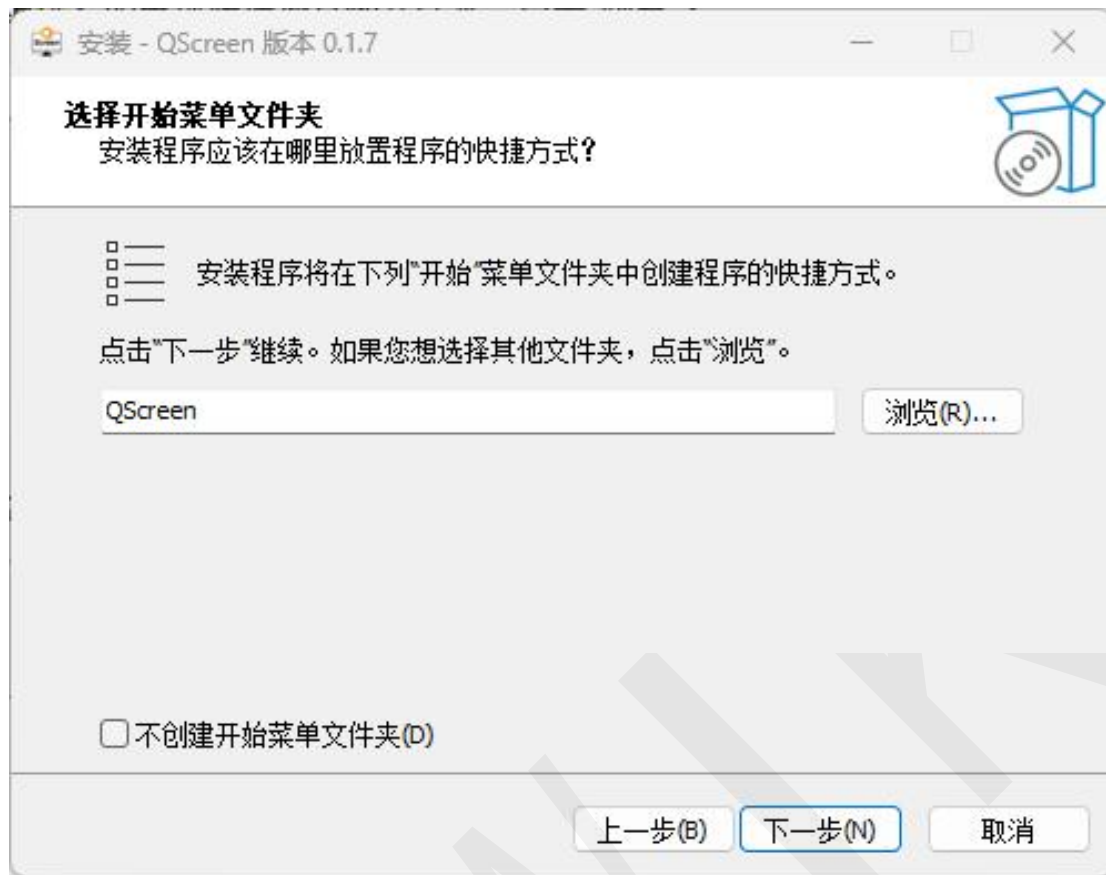 安装 - QScreen 版本 0.1.7
选择开始菜单文件夹
安装程序应该在哪里放置程序的快捷方式?
安装程序将在下列"开始"菜单文件夹中创建程序的快捷方式。
点击"下一步"继续。如果您想选择其他文件夹，点击"浏览"。
QScreen
浏览(R)...
不创建开始菜单文件夹(D)
上一步(B)
下一步(N)
取消